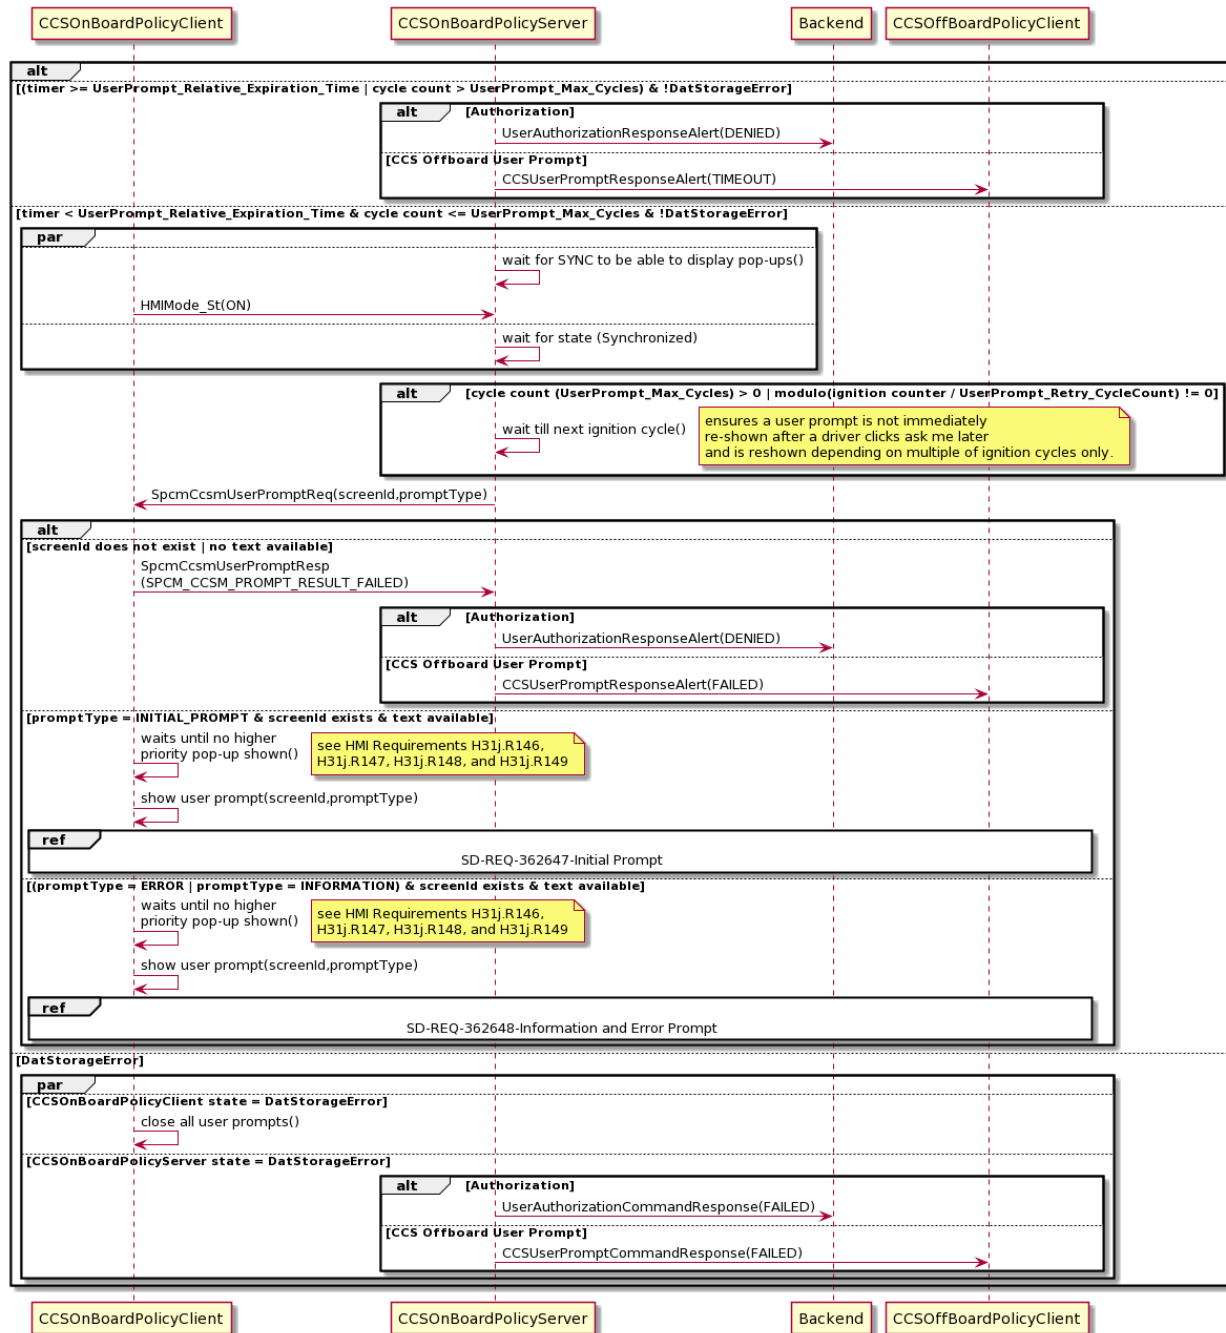 CCSOnBoardPolicyClient
CCSOnBoardPolicyServer
Backend
CCSOffBoardPolicyClient
alt
[(timer >= UserPrompt_Relative_Expiration_Time | cycle count > UserPrompt_Max_Cycles) & !DatStorageError]
alt
[Authorization]
UserAuthorizationResponseAlert(DENIED)
[CCS Offboard User Prompt]
CCSUserPromptResponseAlert(TIMEOUT)
[timer < UserPrompt_Relative_Expiration_Time & cycle count <= UserPrompt_Max_Cycles & !DatStorageError]
par
wait for SYNC to be able to display pop-ups()
HMIMode_St(ON)
wait for state (Synchronized)
alt
[cycle count (UserPrompt_Max_Cycles) > 0 | modulo(ignition counter / UserPrompt_Retry_CycleCount) != 0]
wait till next ignition cycle()
ensures a user prompt is not immediately
re-shown after a driver clicks ask me later
and is reshown depending on multiple of ignition cycles only.
SpcmCcsmUserPromptReq(screenId,promptType)
alt
[screenId does not exist | no text available]
SpcmCcsmUserPromptResp
(SPCM_CCSM_PROMPT_RESULT_FAILED)
alt
[Authorization]
UserAuthorizationResponseAlert(DENIED)
[CCS Offboard User Prompt]
CCSUserPromptResponseAlert(FAILED)
[promptType = INITIAL_PROMPT & screenId exists & text available]
waits until no higher
priority pop-up shown()
see HMI Requirements H31j.R146,
H31j.R147, H31j.R148, and H31j.R149
show user prompt(screenId,promptType)
ref
SD-REQ-362647-Initial Prompt
[(promptType = ERROR | promptType = INFORMATION) & screenId exists & text available]
waits until no higher
priority pop-up shown()
see HMI Requirements H31j.R146,
H31j.R147, H31j.R148, and H31j.R149
show user prompt(screenId,promptType)
ref
SD-REQ-362648-Information and Error Prompt
[DatStorageError]
par
[CCSOnBoardPolicyClient state = DatStorageError]
close all user prompts()
[CCSOnBoardPolicyServer state = DatStorageError]
alt
[Authorization]
UserAuthorizationCommandResponse(FAILED)
[CCS Offboard User Prompt]
CCSUserPromptCommandResponse(FAILED)
CCSOnBoardPolicyClient
CCSOnBoardPolicyServer
Backend
CCSOffBoardPolicyClient